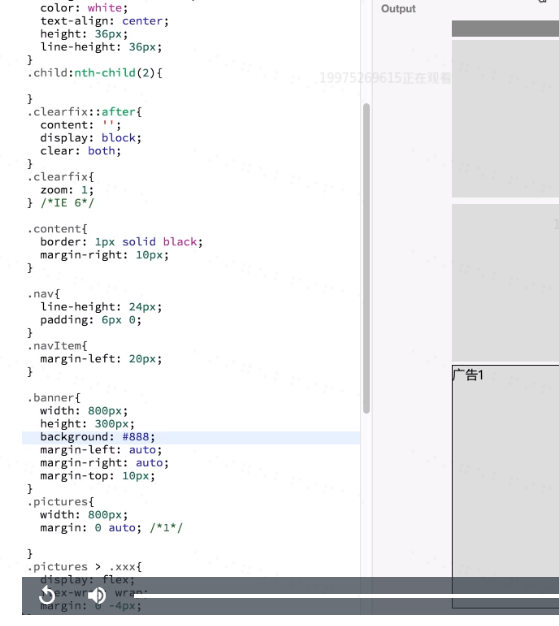 color: white;
text-align: center;
height: 36px;
line-height: 36px;
}
.child:nth-child(2){
}
.clearfix::after{
content: '';
display: block;
clear: both;
}
.clearfix{
zoom: 1;
} /*IE 6*/
.content{
border: 1px solid black;
margin-right: 10px;
}
.nav{
line-height: 24px;
padding: 6px 0;
}
.navItem{
margin-left: 20px;
}
.banner{
width: 800px;
height: 300px;
background: #888;
margin-left: auto;
margin-right: auto;
margin-top: 10px;
}
.pictures{
width: 800px;
margin: 0 auto; /*1*/
}
.pictures > .xxx{
display: flex;
wrap;
margin: 0 -4px;
Output
19975269615正在观看
广告1